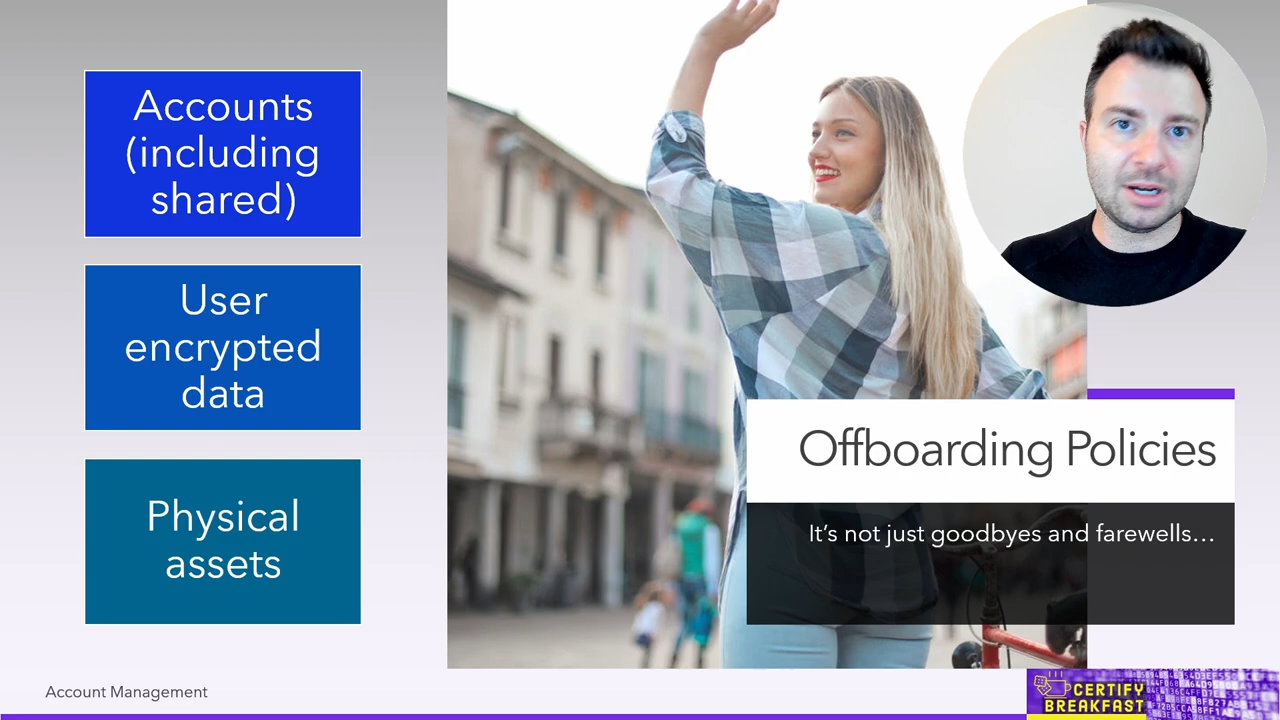 Accounts
(including
shared)
User
encrypted
data
Physical
assets
Offboarding Policies
It's not just goodbyes and farewells...
Account Management
CERTIFY
BREAKFAST